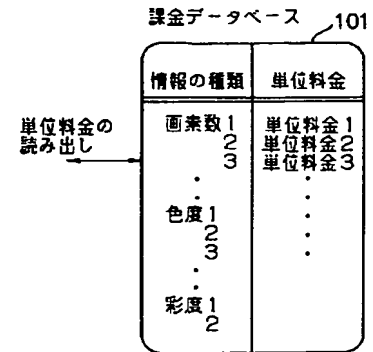 課金データベース 101
情報の種類 単位料金
単位料金の
読み出し
画素数1 単位料金1
2 単位料金2
3 単位料金3
・ ・
・ ・
色度1 ・
2 ・
3 ・
・
・
彩度1
2